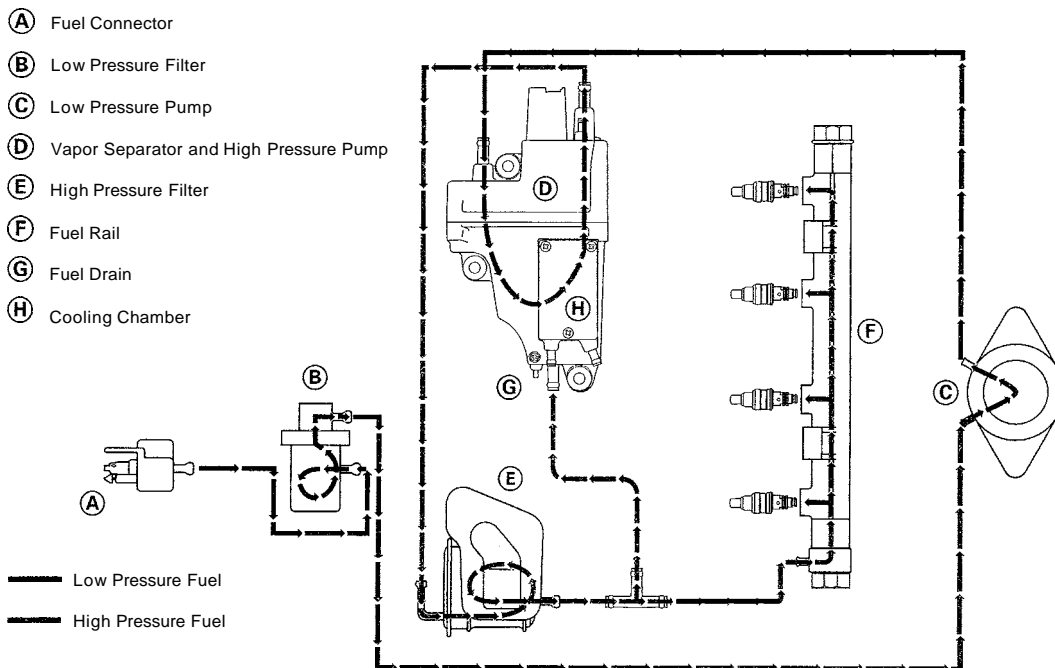 A Fuel Connector
B Low Pressure Filter
C Low Pressure Pump
D Vapor Separator and High Pressure Pump
E High Pressure Filter
F Fuel Rail
G Fuel Drain
H Cooling Chamber
D
H
F
B
G
C
E
A
Low Pressure Fuel
High Pressure Fuel